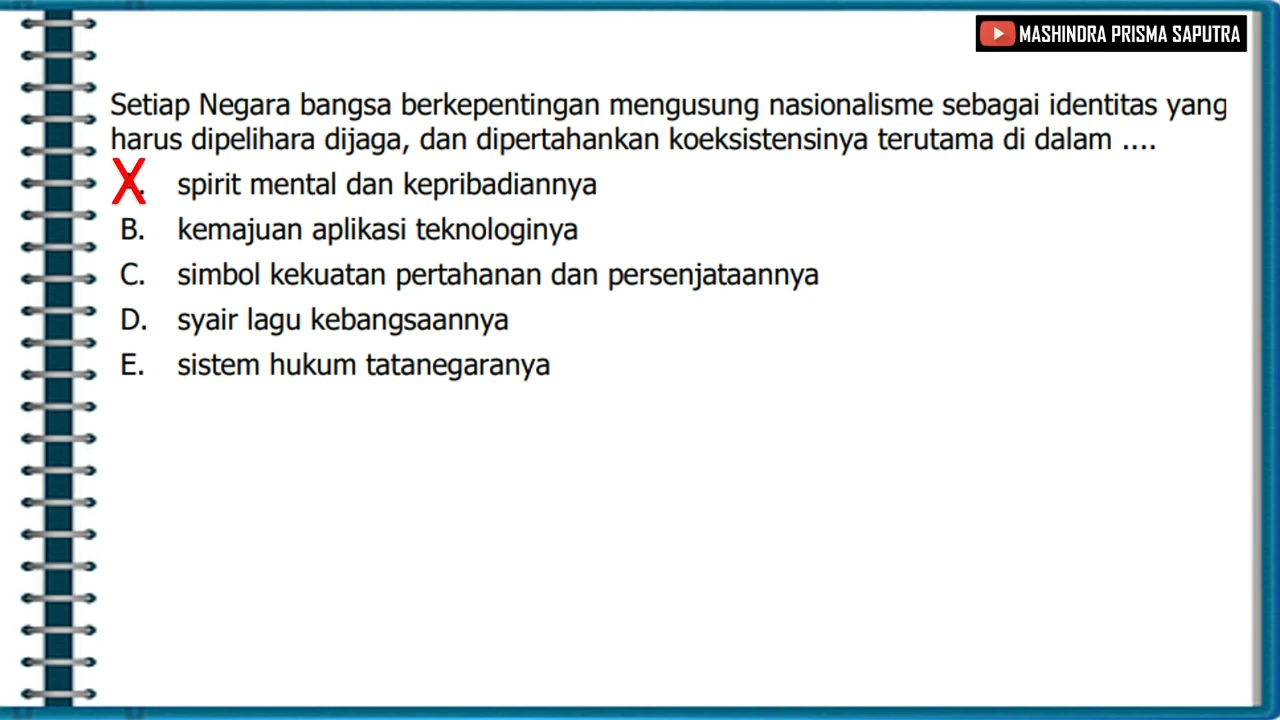 MASHINDRA PRISMA SAPUTRA
Setiap Negara bangsa berkepentingan mengusung nasionalisme sebagai identitas yang
harus dipelihara dijaga, dan dipertahankan koeksistensinya terutama di dalam ....
X. spirit mental dan kepribadiannya
B. kemajuan aplikasi teknologinya
C. simbol kekuatan pertahanan dan persenjataannya
D. syair lagu kebangsaannya
E. sistem hukum tatanegaranya